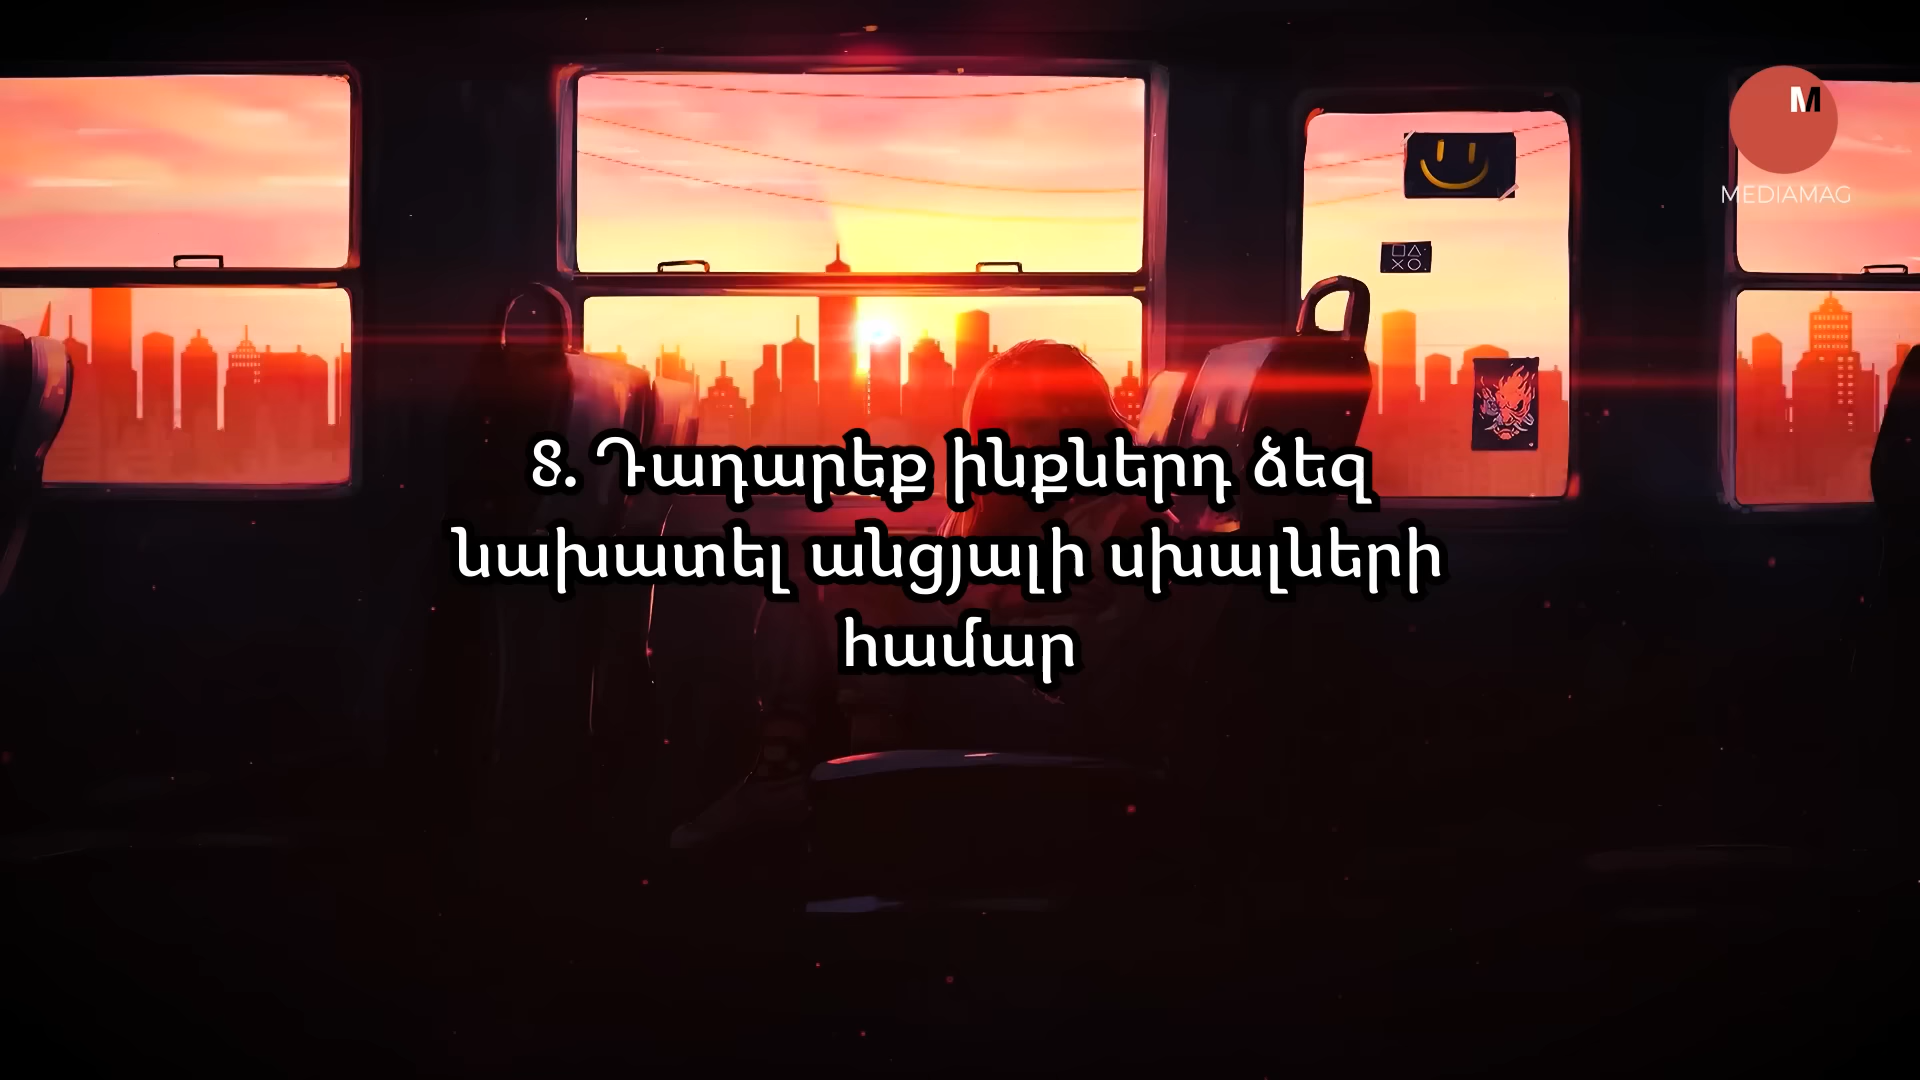 M
MEDIAMAG
8. Դադարեք ինքներդ ձեզ
նախատել անցյալի սխալների
համար